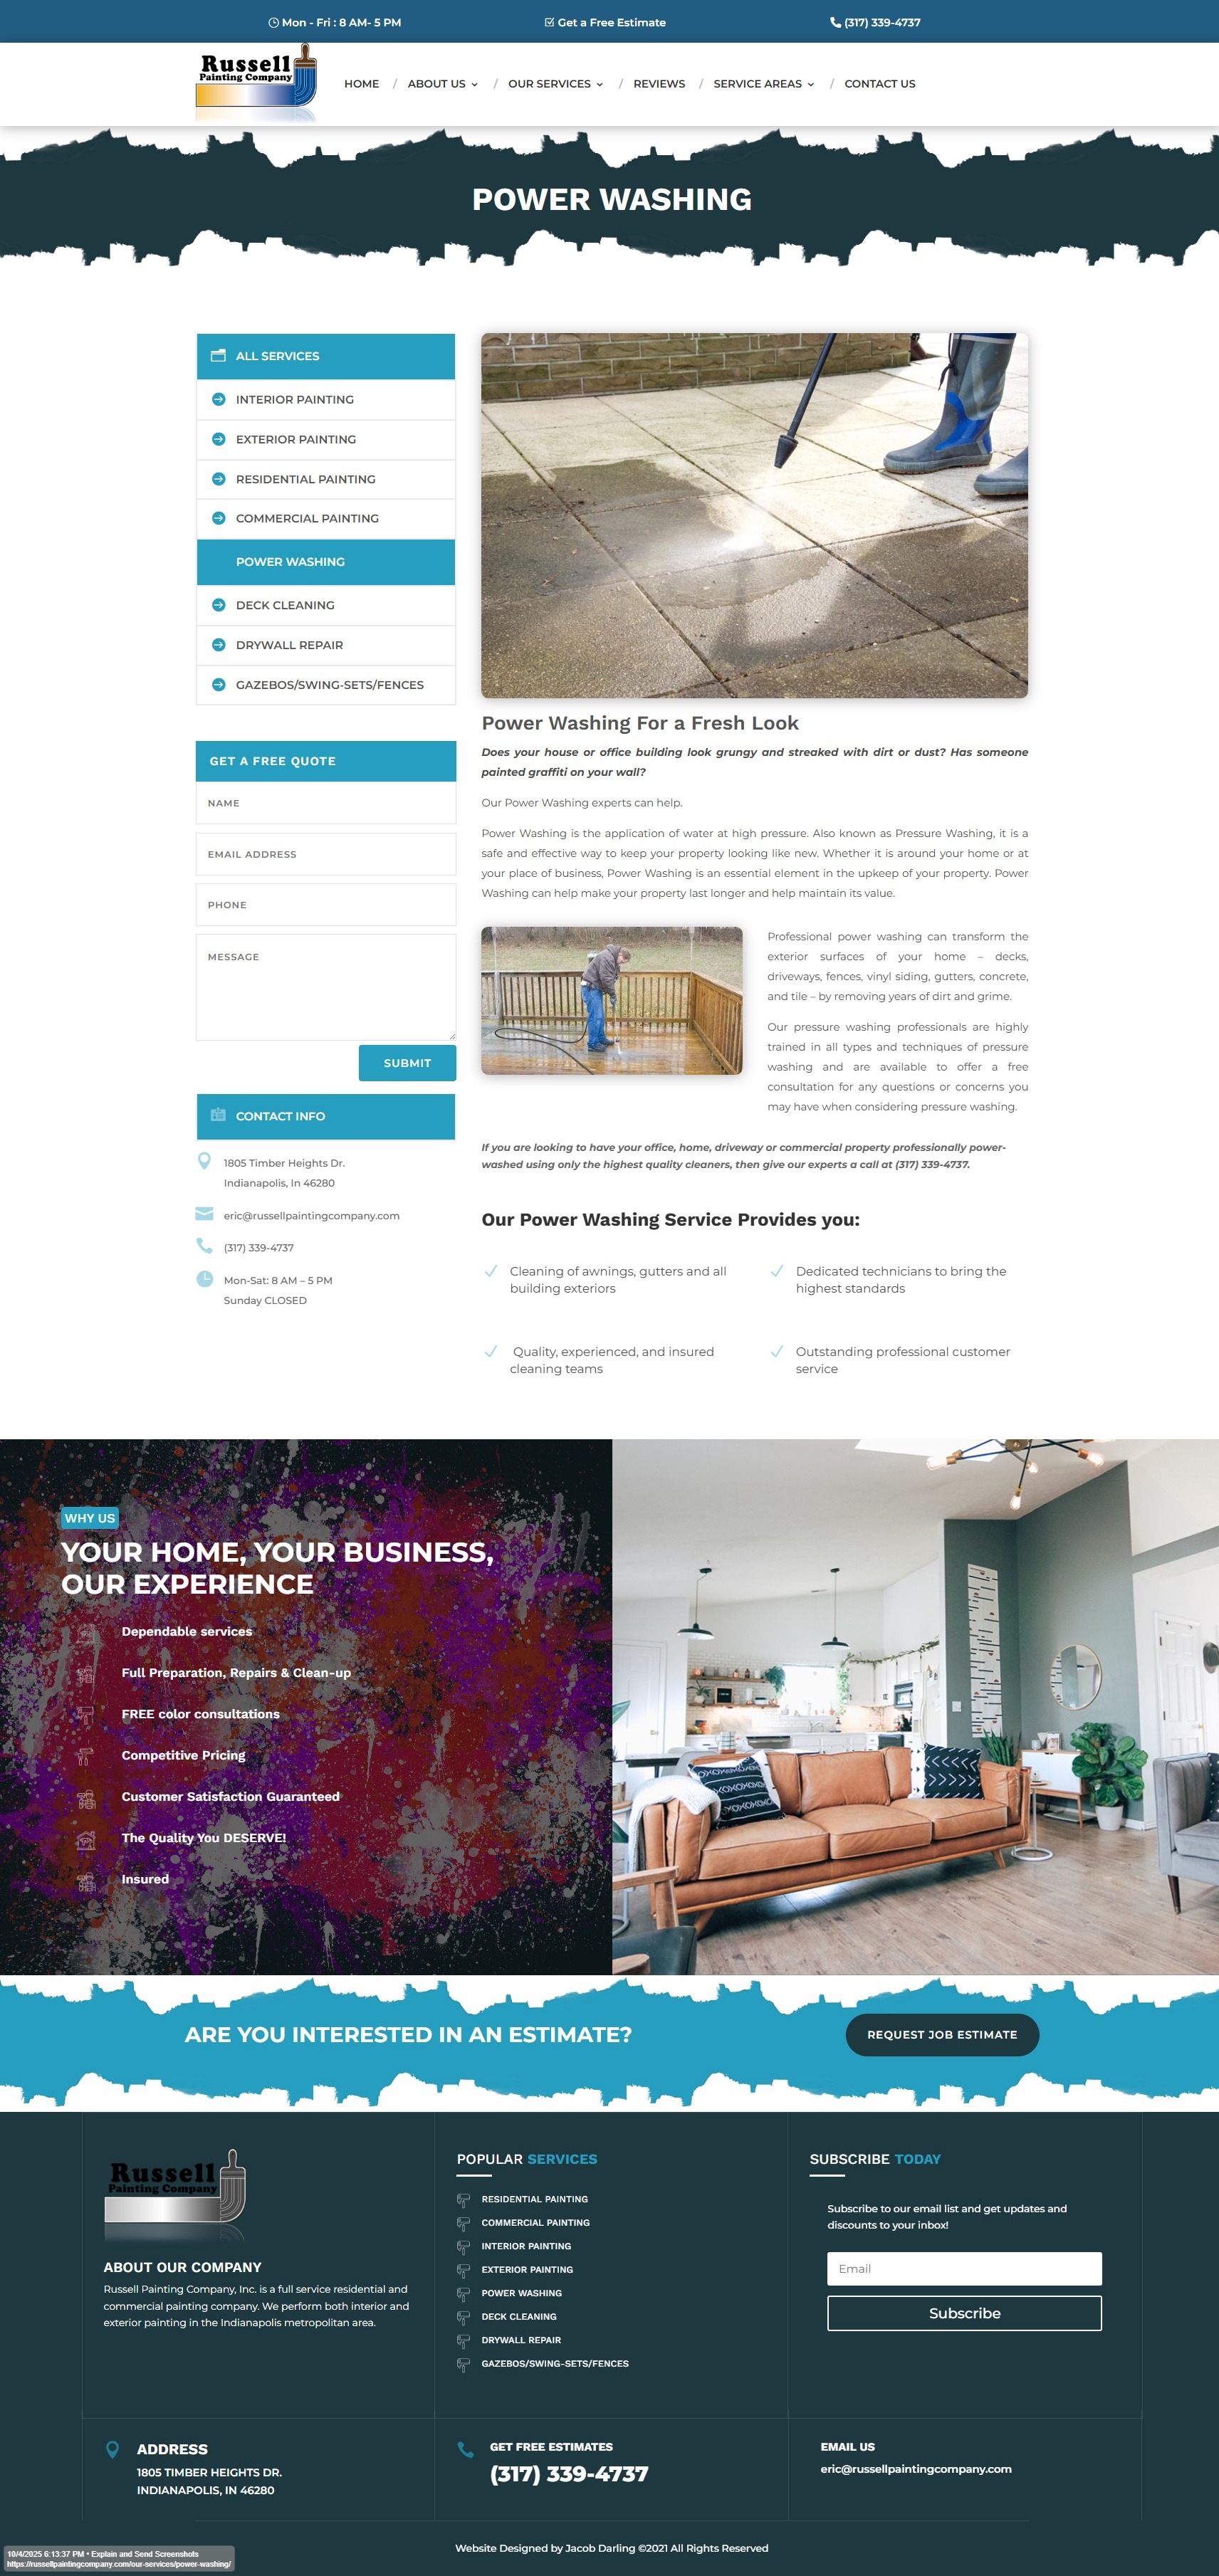 Mon - Fri : 8 AM- 5 PM
Get a Free Estimate
(317) 339-4737
Russell
Painting Company
HOME / ABOUT US / OUR SERVICES / REVIEWS / SERVICE AREAS / CONTACT US
POWER WASHING
ALL SERVICES
INTERIOR PAINTING
EXTERIOR PAINTING
RESIDENTIAL PAINTING
COMMERCIAL PAINTING
POWER WASHING
DECK CLEANING
DRYWALL REPAIR
GAZEBOS/SWING-SETS/FENCES
GET A FREE QUOTE
NAME
EMAIL ADDRESS
PHONE
MESSAGE
SUBMIT
CONTACT INFO
1805 Timber Heights Dr.
Indianapolis, In 46280
eric@russellpaintingcompany.com
(317) 339-4737
Mon-Sat: 8 AM – 5 PM
Sunday CLOSED
Power Washing For a Fresh Look
Does your house or office building look grungy and streaked with dirt or dust? Has someone
painted graffiti on your wall?
Our Power Washing experts can help.
Power Washing is the application of water at high pressure. Also known as Pressure Washing, it is a
safe and effective way to keep your property looking like new. Whether it is around your home or at
your place of business, Power Washing is an essential element in the upkeep of your property. Power
Washing can help make your property last longer and help maintain its value.
Professional power washing can transform the
exterior surfaces of your home – decks,
driveways, fences, vinyl siding, gutters, concrete,
and tile – by removing years of dirt and grime.
Our pressure washing professionals are highly
trained in all types and techniques of pressure
washing and are available to offer a free
consultation for any questions or concerns you
may have when considering pressure washing.
If you are looking to have your office, home, driveway or commercial property professionally power-
washed using only the highest quality cleaners, then give our experts a call at (317) 339-4737.
Our Power Washing Service Provides you:
Cleaning of awnings, gutters and all
building exteriors
Dedicated technicians to bring the
highest standards
Quality, experienced, and insured
cleaning teams
Outstanding professional customer
service
WHY US
YOUR HOME, YOUR BUSINESS,
OUR EXPERIENCE
Dependable services
Full Preparation, Repairs & Clean-up
FREE color consultations
Competitive Pricing
Customer Satisfaction Guaranteed
The Quality You DESERVE!
Insured
ARE YOU INTERESTED IN AN ESTIMATE?
REQUEST JOB ESTIMATE
Russell
Painting Company
ABOUT OUR COMPANY
Russell Painting Company, Inc. is a full service residential and
commercial painting company. We perform both interior and
exterior painting in the Indianapolis metropolitan area.
POPULAR SERVICES
RESIDENTIAL PAINTING
COMMERCIAL PAINTING
INTERIOR PAINTING
EXTERIOR PAINTING
POWER WASHING
DECK CLEANING
DRYWALL REPAIR
GAZEBOS/SWING-SETS/FENCES
SUBSCRIBE TODAY
Subscribe to our email list and get updates and
discounts to your inbox!
Email
Subscribe
ADDRESS
1805 TIMBER HEIGHTS DR.
INDIANAPOLIS, IN 46280
GET FREE ESTIMATES
(317) 339-4737
EMAIL US
eric@russellpaintingcompany.com
Website Designed by Jacob Darling ©2021 All Rights Reserved
10/4/2025 6:13:37 PM • Explain and Send Screenshots
https://russellpaintingcompany.com/our-services/power-washing/